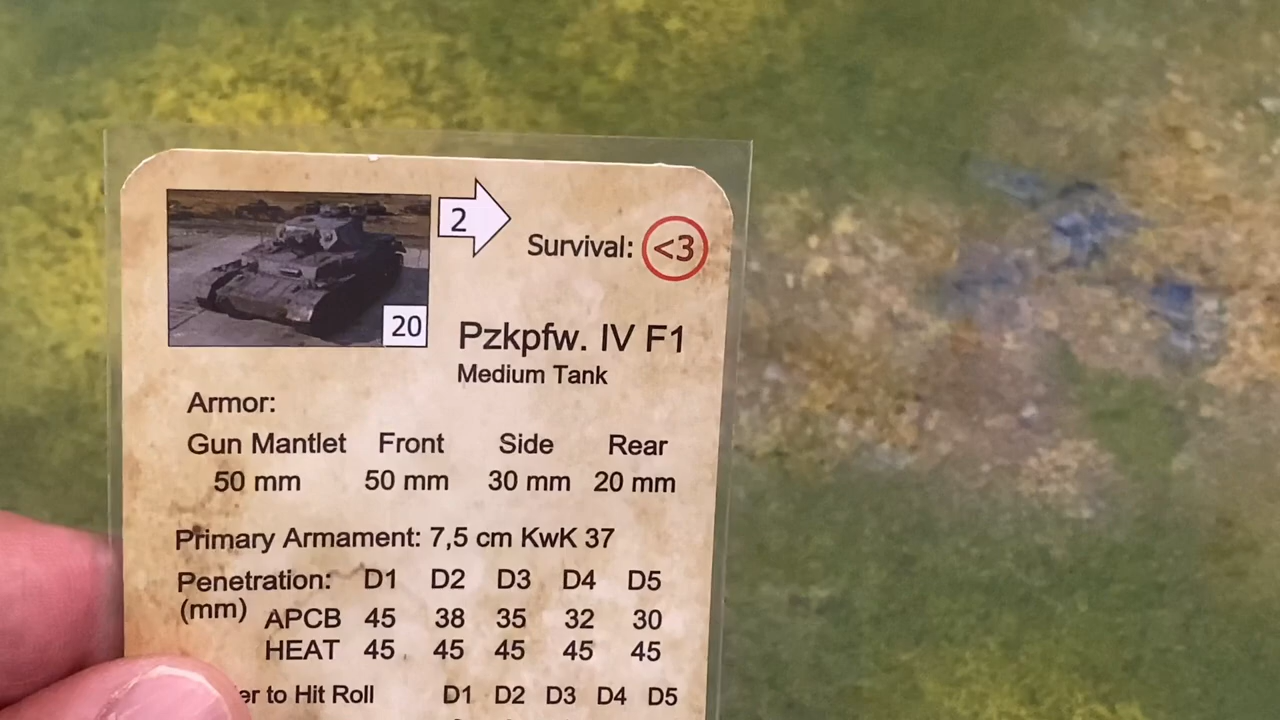 2
Survival: <3
20
Pzkpfw. IV F1
Medium Tank
Armor:
Gun Mantlet Front Side Rear
50 mm 50 mm 30 mm 20 mm
Primary Armament: 7,5 cm KwK 37
Penetration: D1 D2 D3 D4 D5
(mm) APCB 45 38 35 32 30
HEAT 45 45 45 45 45
to Hit Roll D1 D2 D3 D4 D5